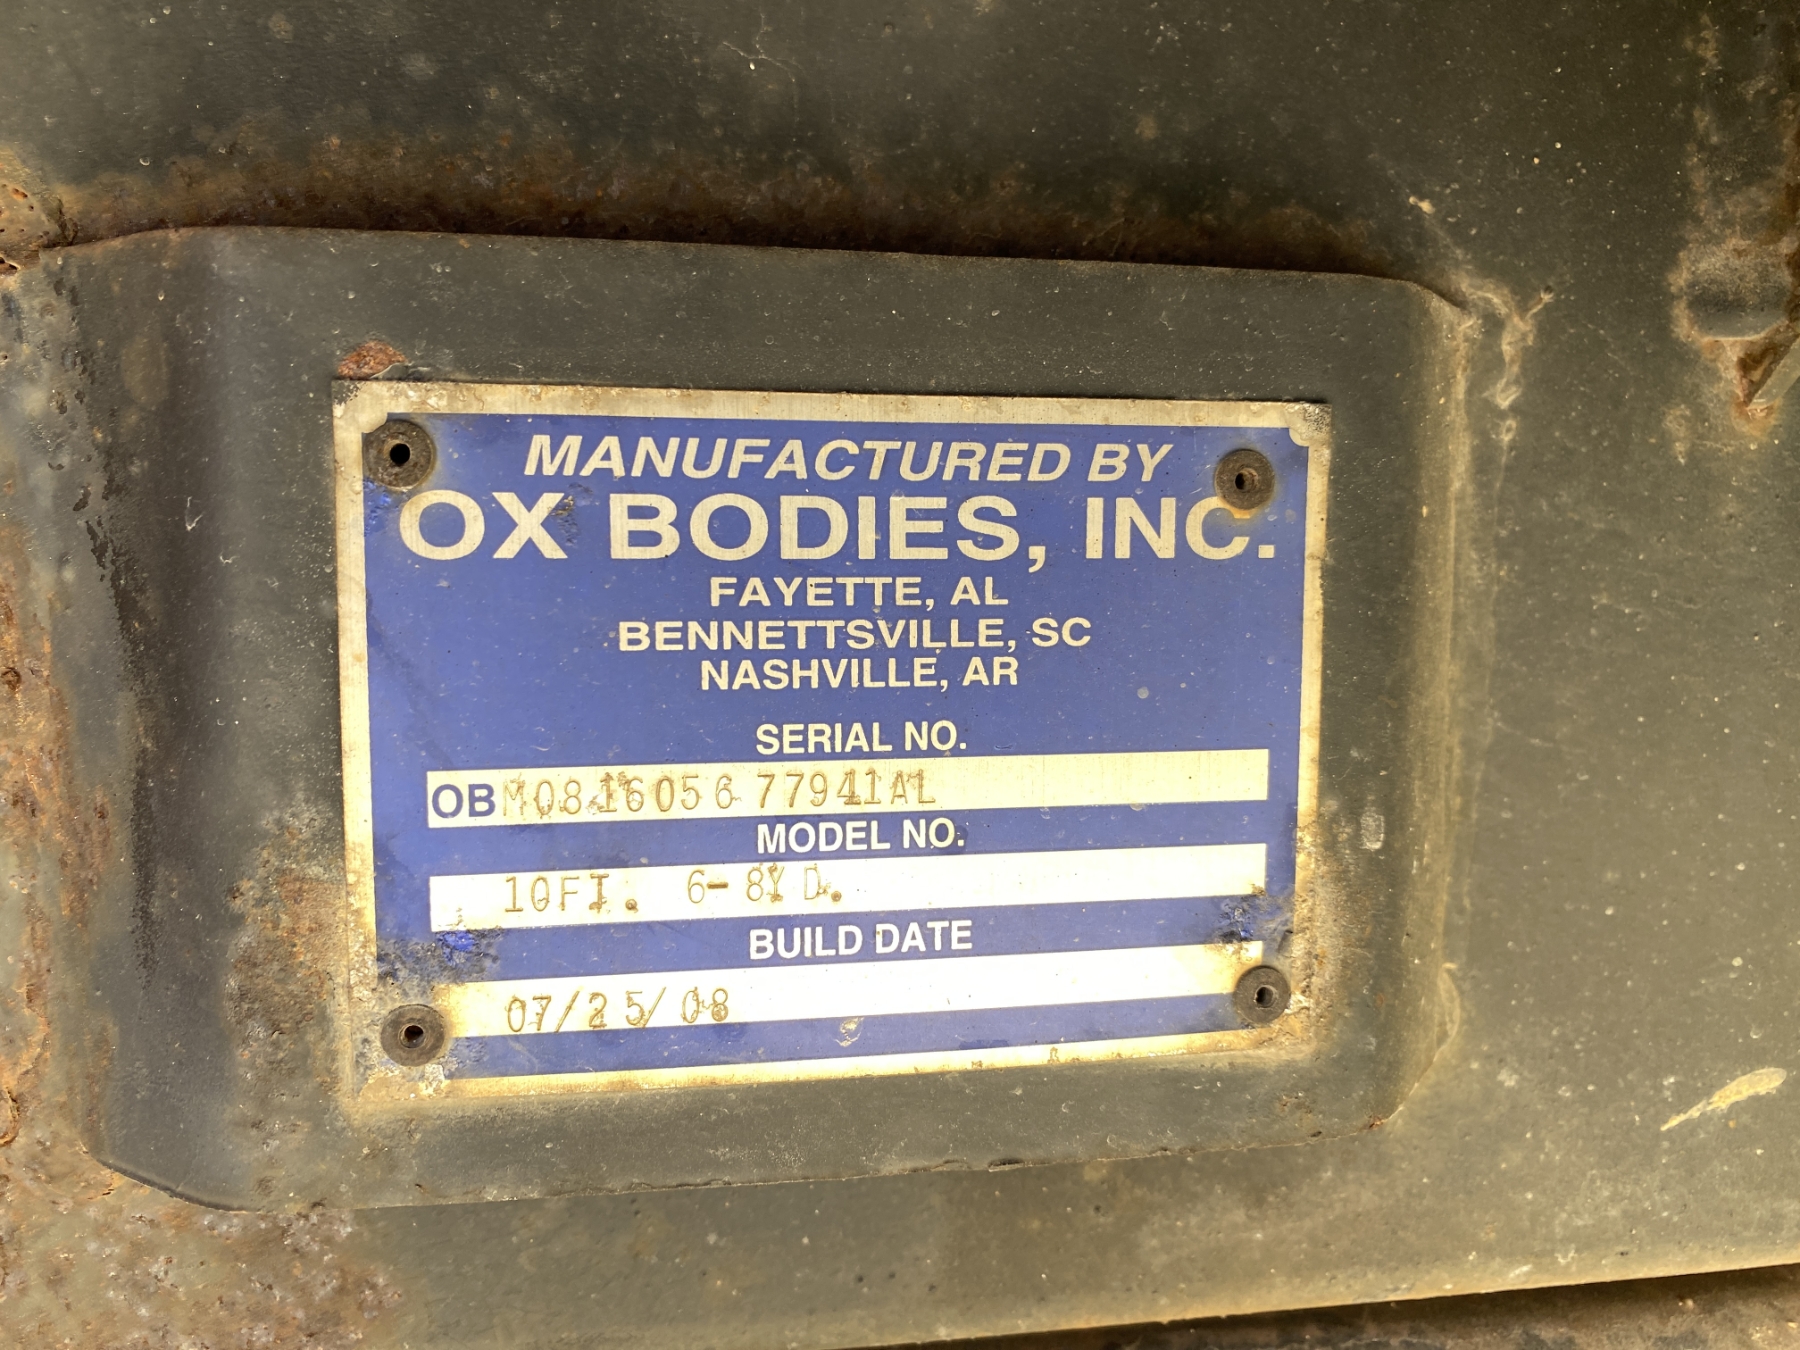 MANUFACTURED BY
OX BODIES, INC.
FAYETTE, AL
BENNETTSVILLE, SC
NASHVILLE, AR
SERIAL NO.
OBM0816056 77941AL
MODEL NO.
10FT. 6-8YD.
BUILD DATE
07/25/08